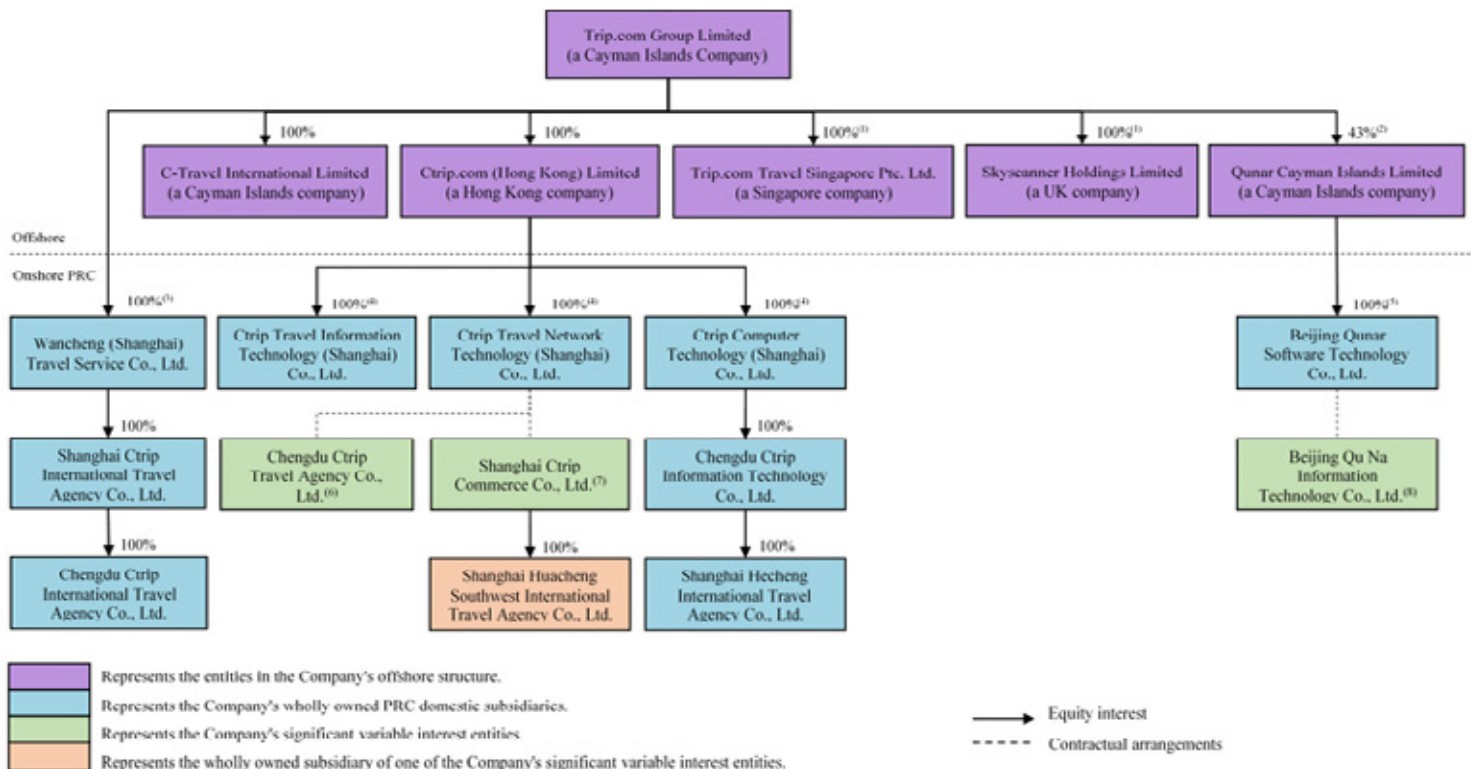 Trip.com Group Limited
(a Cayman Islands Company)
100%
100%
100%(1)
100%(1)
43%(2)
C-Travel International Limited
(a Cayman Islands company)
Ctrip.com (Hong Kong) Limited
(a Hong Kong company)
Trip.com Travel Singapore Pte. Ltd.
(a Singapore company)
Skyscanner Holdings Limited
(a UK company)
Qunar Cayman Islands Limited
(a Cayman Islands company)
Offshore
Onshore PRC
100%(3)
100%(4)
100%(4)
100%(4)
100%(5)
Wancheng (Shanghai)
Travel Service Co., Ltd.
Ctrip Travel Information
Technology (Shanghai)
Co., Ltd.
Ctrip Travel Network
Technology (Shanghai)
Co., Ltd.
Ctrip Computer
Technology (Shanghai)
Co., Ltd.
Beijing Qunar
Software Technology
Co., Ltd.
100%
100%
Shanghai Ctrip
International Travel
Agency Co., Ltd.
Chengdu Ctrip
Travel Agency Co.,
Ltd.(6)
Shanghai Ctrip
Commerce Co., Ltd.(7)
Chengdu Ctrip
Information Technology
Co., Ltd.
Beijing Qu Na
Information
Technology Co., Ltd.(8)
100%
100%
100%
Chengdu Ctrip
International Travel
Agency Co., Ltd.
Shanghai Huacheng
Southwest International
Travel Agency Co., Ltd.
Shanghai Hecheng
International Travel
Agency Co., Ltd.
Represents the entities in the Company's offshore structure.
Represents the Company's wholly owned PRC domestic subsidiaries.
Represents the Company's significant variable interest entities.
Represents the wholly owned subsidiary of one of the Company's significant variable interest entities.
Equity interest
Contractual arrangements